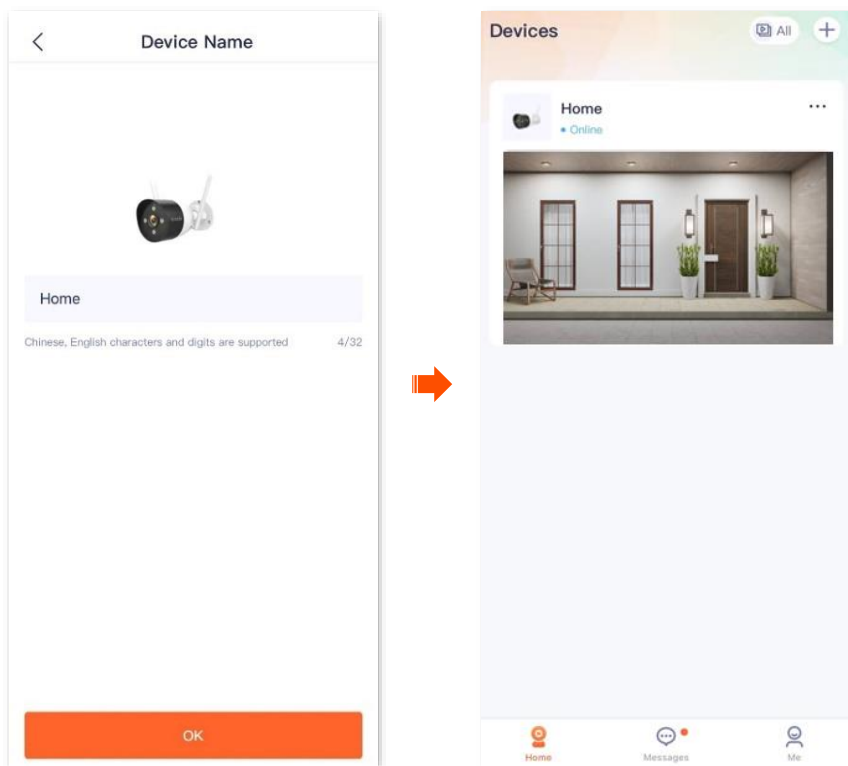 Device Name
Home
Chinese, English characters and digits are supported 4/32
OK
Devices
All
Home
Online
Home Messages Me